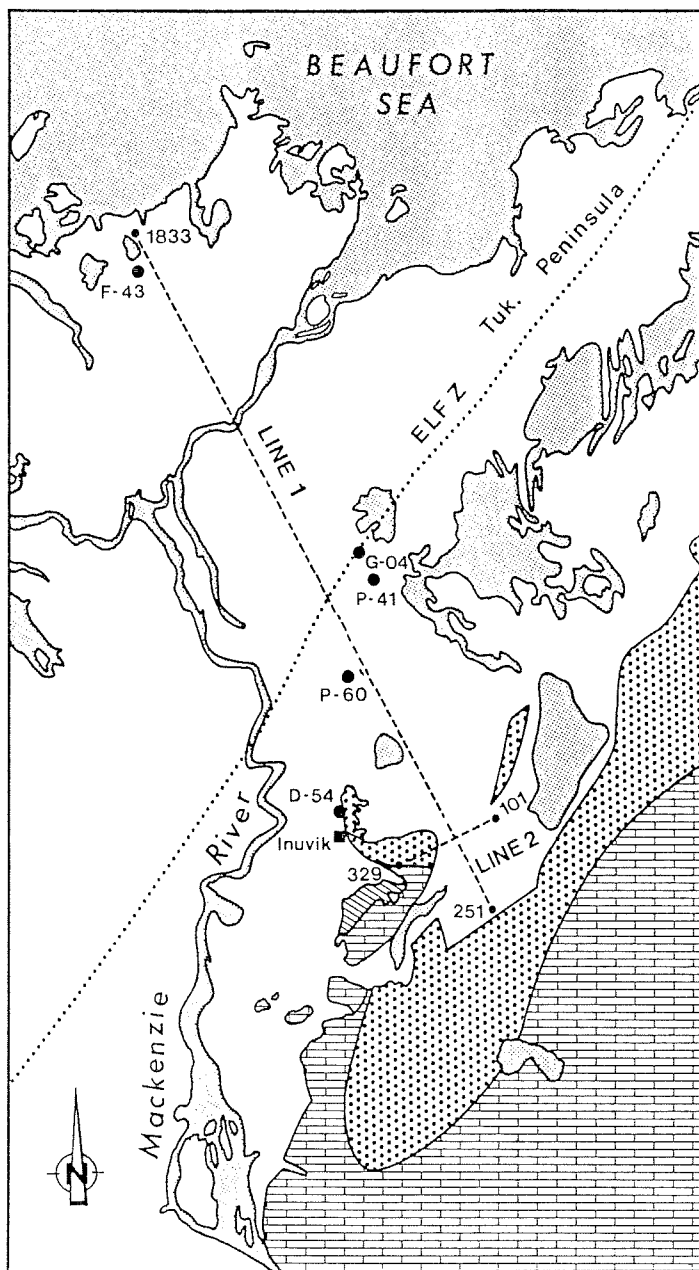 BEAUFORT
SEA
1833
F-43
Tuk. Peninsula
ELFZ
LINE 1
G-04
P-41
P-60
D-54
Inuvik
101
LINE 2
329
251
River
Mackenzie
N